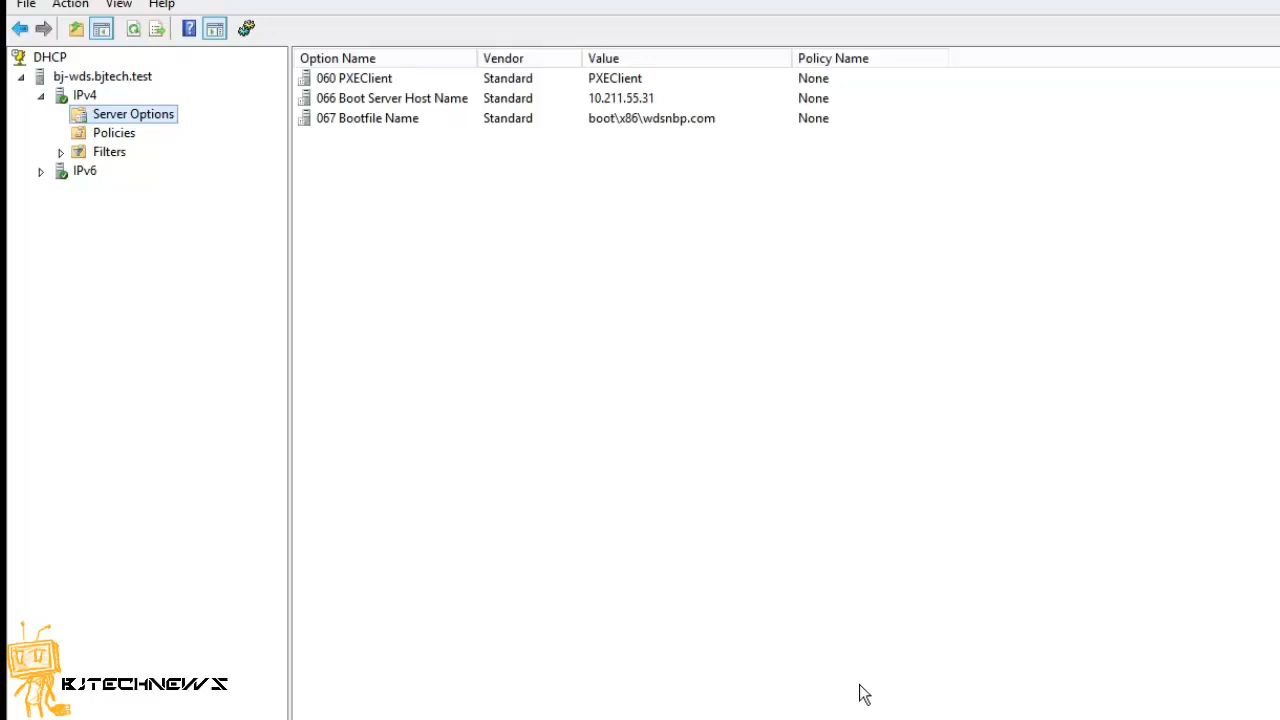 File Action View Help
DHCP
bj-wds.bjtech.test
IPv4
Server Options
Policies
Filters
IPv6
Option Name Vendor Value Policy Name
060 PXEClient Standard PXEClient None
066 Boot Server Host Name Standard 10.211.55.31 None
067 Bootfile Name Standard boot\x86\wdsnbp.com None
BJTECHNEWS